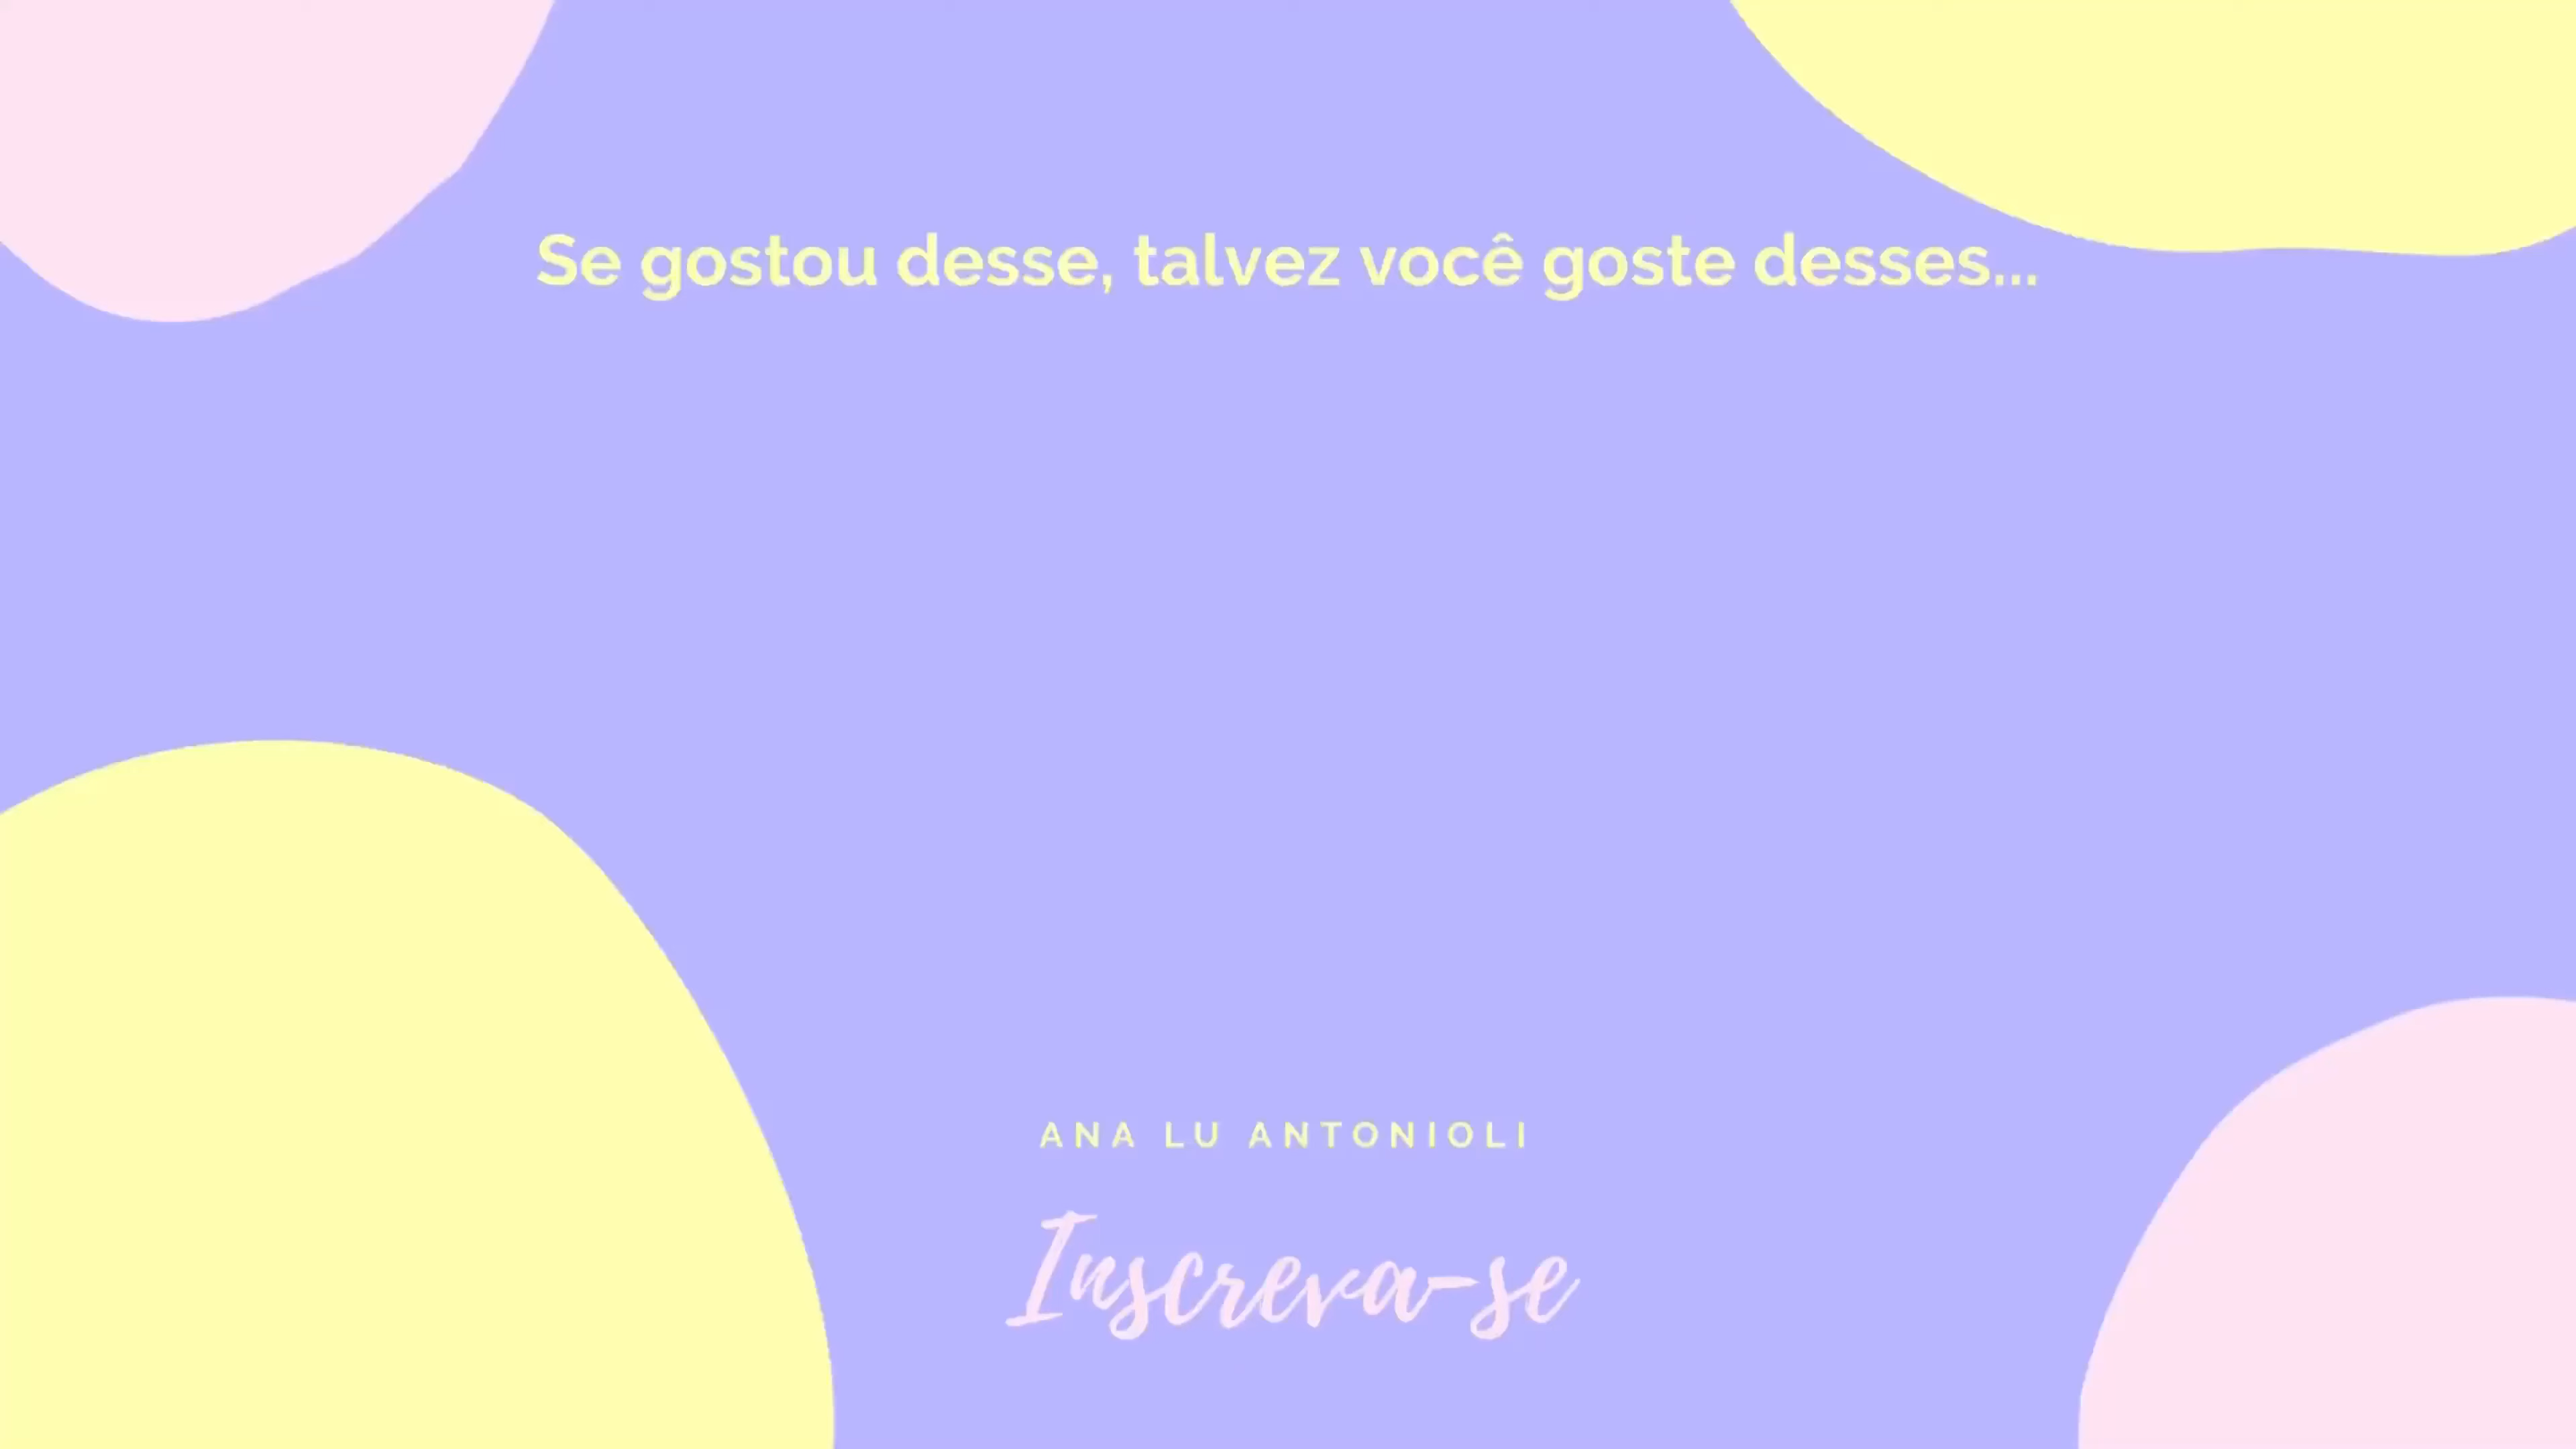 Se gostou desse, talvez você goste desses...
ANA LU ANTONIOLI
Inscreva-se